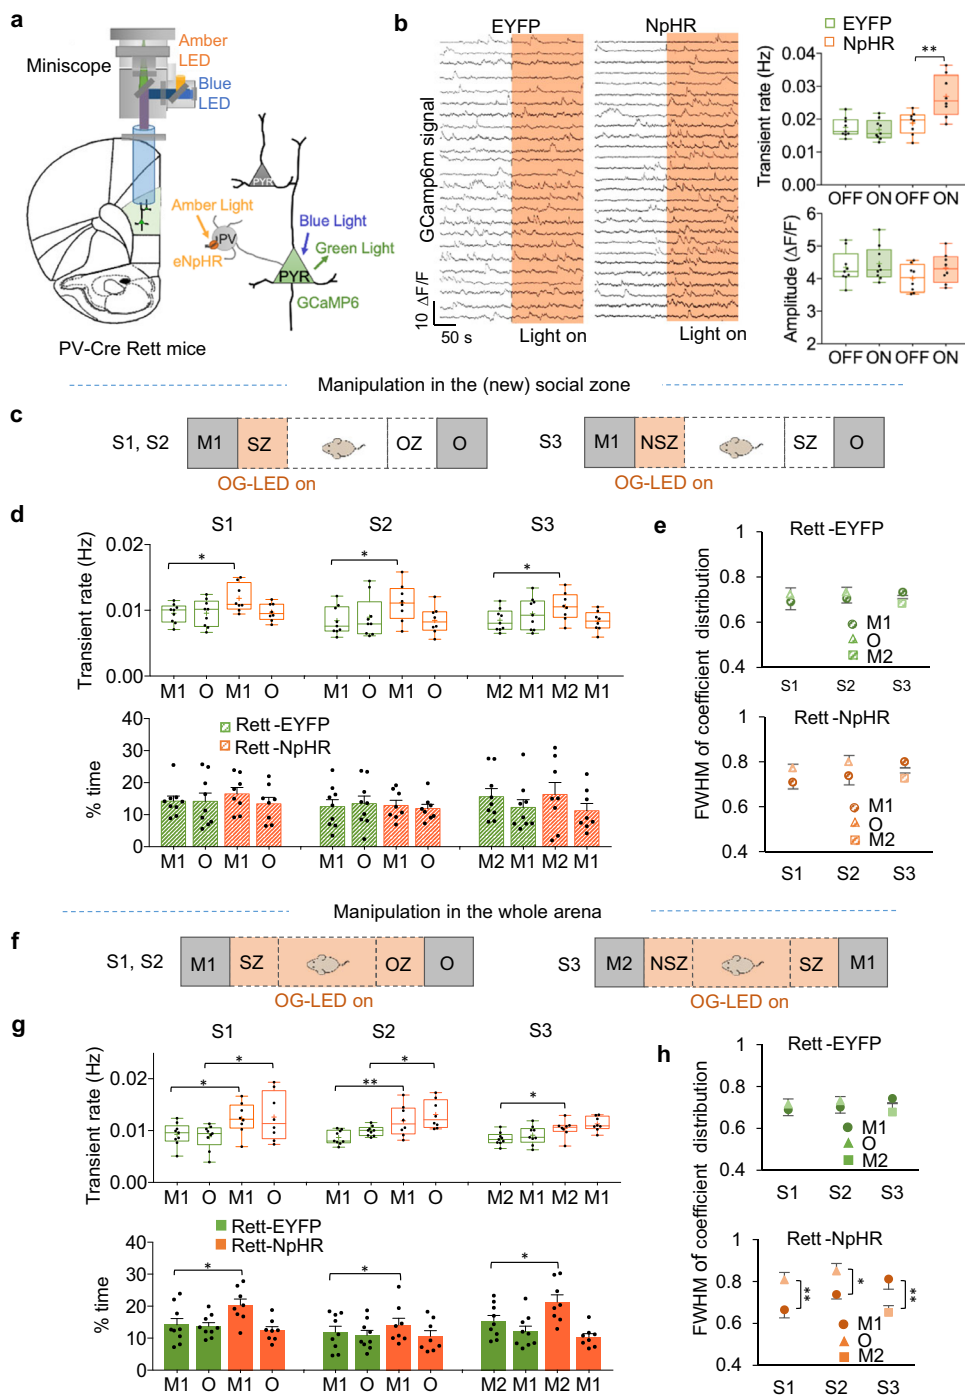 a
Amber
LED
Miniscope
Blue
LED
PYR
Amber Light
PV
eNpHR
Blue Light
Green Light
PYR
GCaMP6
PV-Cre Rett mice
b
EYFP
NpHR
GCamp6m signal
10 ΔF/F
50 s
Light on
Light on
EYFP
NpHR
**
Transient rate (Hz)
0.04
0.03
0.02
0.01
0.00
OFF ON OFF ON
Amplitude (ΔF/F)
6
5
4
3
2
OFF ON OFF ON
Manipulation in the (new) social zone
c
S1, S2
M1 SZ OZ O
OG-LED on
S3
M1 NSZ SZ O
OG-LED on
d
S1 S2 S3
Transient rate (Hz)
0.02
0.01
0.00
* * *
M1 O M1 O M1 O M1 O M2 M1 M2 M1
Rett-EYFP
Rett-NpHR
% time
40
30
20
10
0
M1 O M1 O M1 O M1 O M2 M1 M2 M1
e
FWHM of coefficient distribution
Rett-EYFP
1
0.8
0.6
0.4
M1
O
M2
S1 S2 S3
Rett-NpHR
1
0.8
0.6
0.4
M1
O
M2
S1 S2 S3
Manipulation in the whole arena
f
S1, S2
M1 SZ OZ O
OG-LED on
S3
M2 NSZ SZ M1
OG-LED on
g
S1 S2 S3
Transient rate (Hz)
0.02
0.01
0.00
* * ** * *
M1 O M1 O M1 O M1 O M2 M1 M2 M1
Rett-EYFP
Rett-NpHR
% time
40
30
20
10
0
* * *
M1 O M1 O M1 O M1 O M2 M1 M2 M1
h
FWHM of coefficient distribution
Rett-EYFP
1
0.8
0.6
0.4
M1
O
M2
S1 S2 S3
Rett-NpHR
1
0.8
0.6
0.4
** * **
M1
O
M2
S1 S2 S3